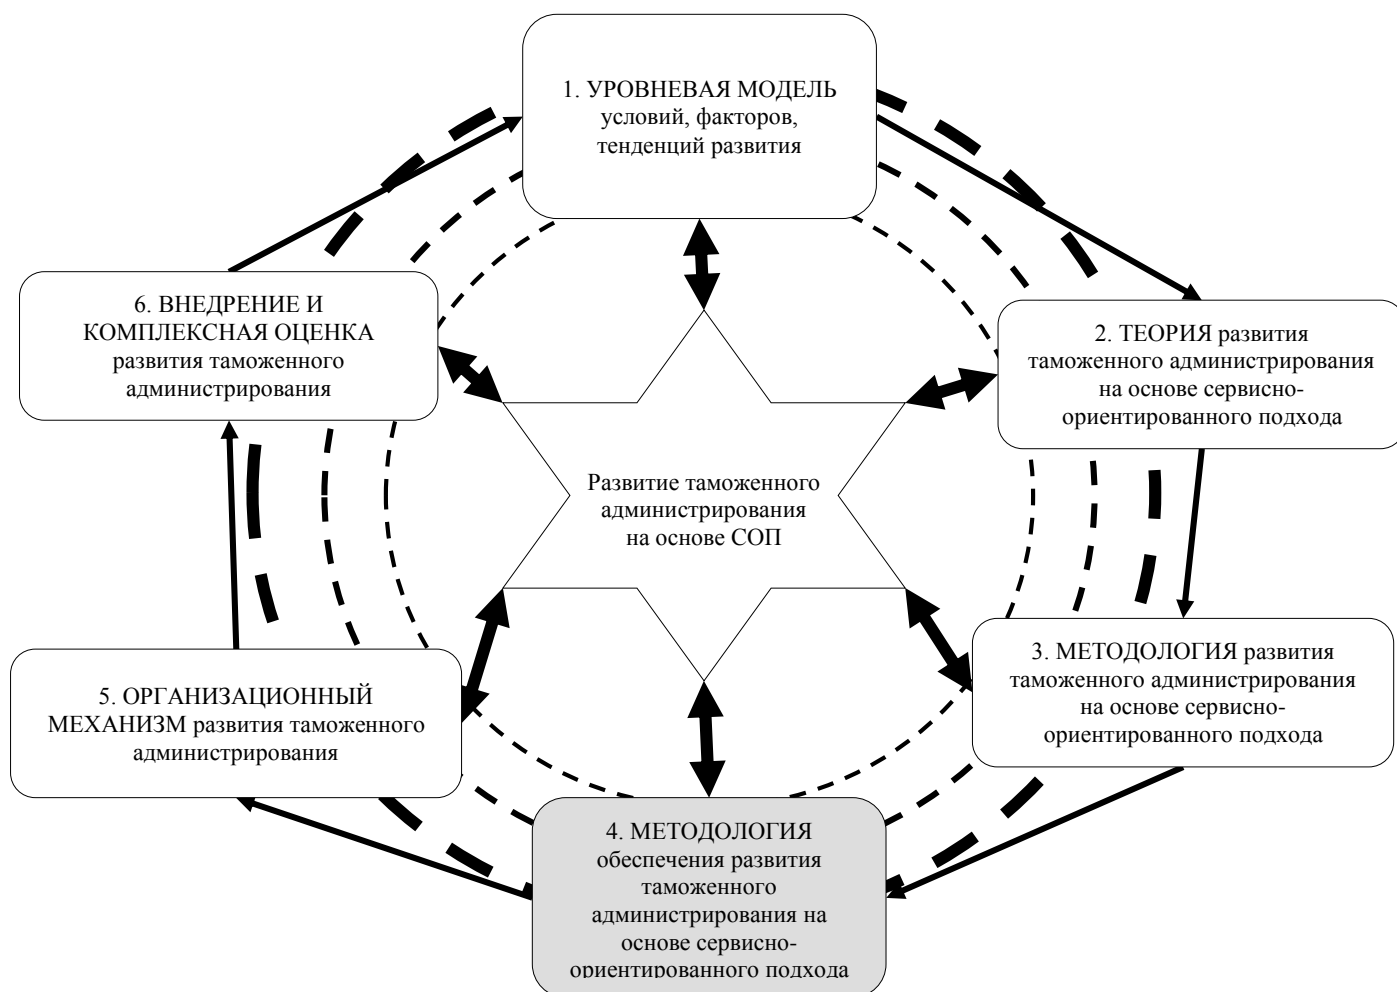 1. УРОВНЕВАЯ МОДЕЛЬ
условий, факторов,
тенденций развития
2. ТЕОРИЯ развития
таможенного администрирования
на основе сервисно-
ориентированного подхода
3. МЕТОДОЛОГИЯ развития
таможенного администрирования
на основе сервисно-
ориентированного подхода
4. МЕТОДОЛОГИЯ
обеспечения развития
таможенного
администрирования на
основе сервисно-
ориентированного подхода
5. ОРГАНИЗАЦИОННЫЙ
МЕХАНИЗМ развития таможенного
администрирования
6. ВНЕДРЕНИЕ И
КОМПЛЕКСНАЯ ОЦЕНКА
развития таможенного
администрирования
Развитие таможенного
администрирования
на основе СОП